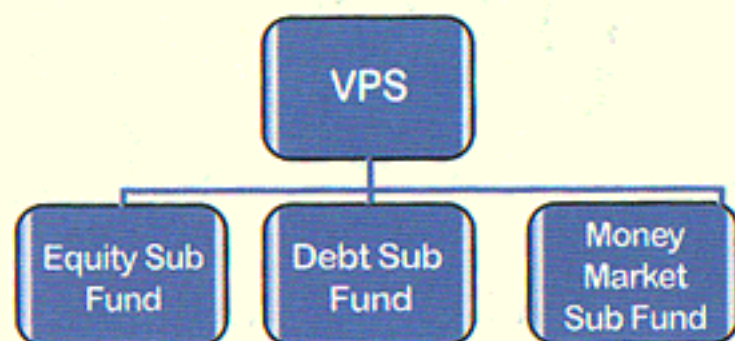 VPS
Equity Sub
Fund
Debt Sub
Fund
Money
Market
Sub Fund